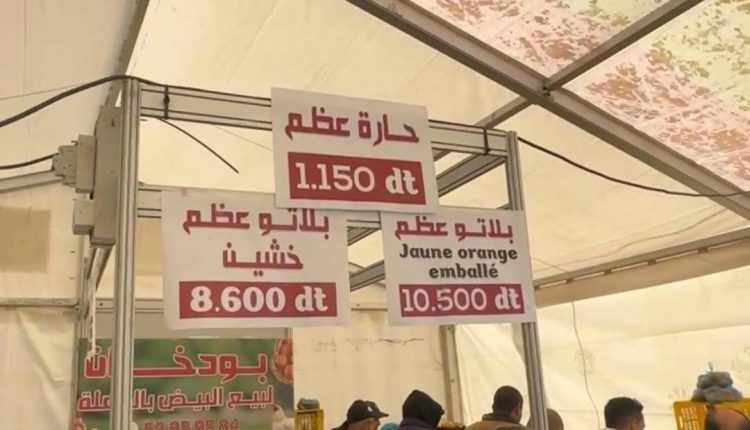 حارة عظم
1.150 dt
بلاتو عظم
خشين
8.600 dt
بلاتو عظم
Jaune orange
emballé
10.500 dt
بودخان
لبيع البيض بالجملة